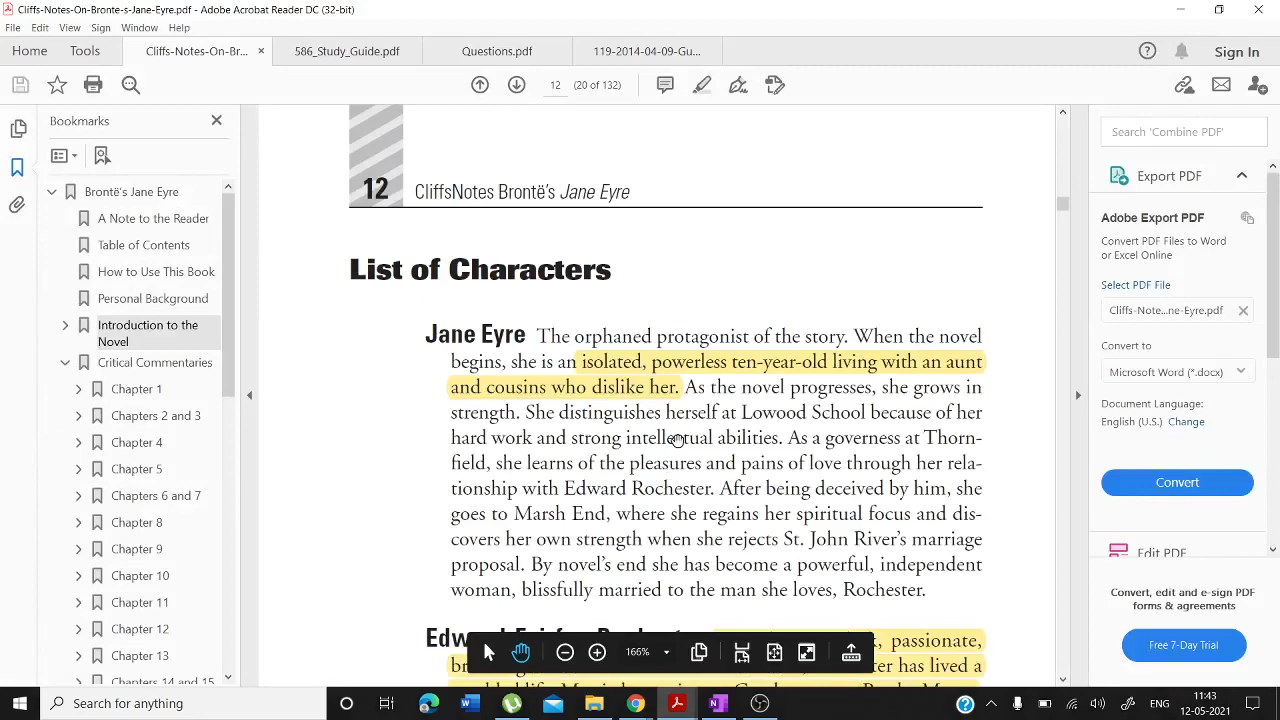 Cliffs-Notes-On-Bronte-s-Jane-Eyre.pdf - Adobe Acrobat Reader DC (32-bit)
File Edit View Sign Window Help
Home Tools Cliffs-Notes-On-Br... 586_Study_Guide.pdf Questions.pdf 119-2014-04-09-Gu... Sign In
12 (20 of 132)
Bookmarks
Brontë's Jane Eyre
A Note to the Reader
Table of Contents
How to Use This Book
Personal Background
Introduction to the
Novel
Critical Commentaries
Chapter 1
Chapters 2 and 3
Chapter 4
Chapter 5
Chapters 6 and 7
Chapter 8
Chapter 9
Chapter 10
Chapter 11
Chapter 12
Chapter 13
Chapters 14 and 15
12 CliffsNotes Brontë's Jane Eyre
List of Characters
Jane Eyre The orphaned protagonist of the story. When the novel
begins, she is an isolated, powerless ten-year-old living with an aunt
and cousins who dislike her. As the novel progresses, she grows in
strength. She distinguishes herself at Lowood School because of her
hard work and strong intellectual abilities. As a governess at Thorn-
field, she learns of the pleasures and pains of love through her rela-
tionship with Edward Rochester. After being deceived by him, she
goes to Marsh End, where she regains her spiritual focus and dis-
covers her own strength when she rejects St. John River's marriage
proposal. By novel's end she has become a powerful, independent
woman, blissfully married to the man she loves, Rochester.
passionate,
has lived a
166%
Search 'Combine PDF'
Export PDF
Adobe Export PDF
Convert PDF Files to Word
or Excel Online
Select PDF File
Cliffs-Note...ne-Eyre.pdf
Convert to
Microsoft Word (*.docx)
Document Language:
English (U.S.) Change
Convert
Edit PDF
Convert, edit and e-sign PDF
forms & agreements
Free 7-Day Trial
Search for anything
ENG
11:43
12-05-2021